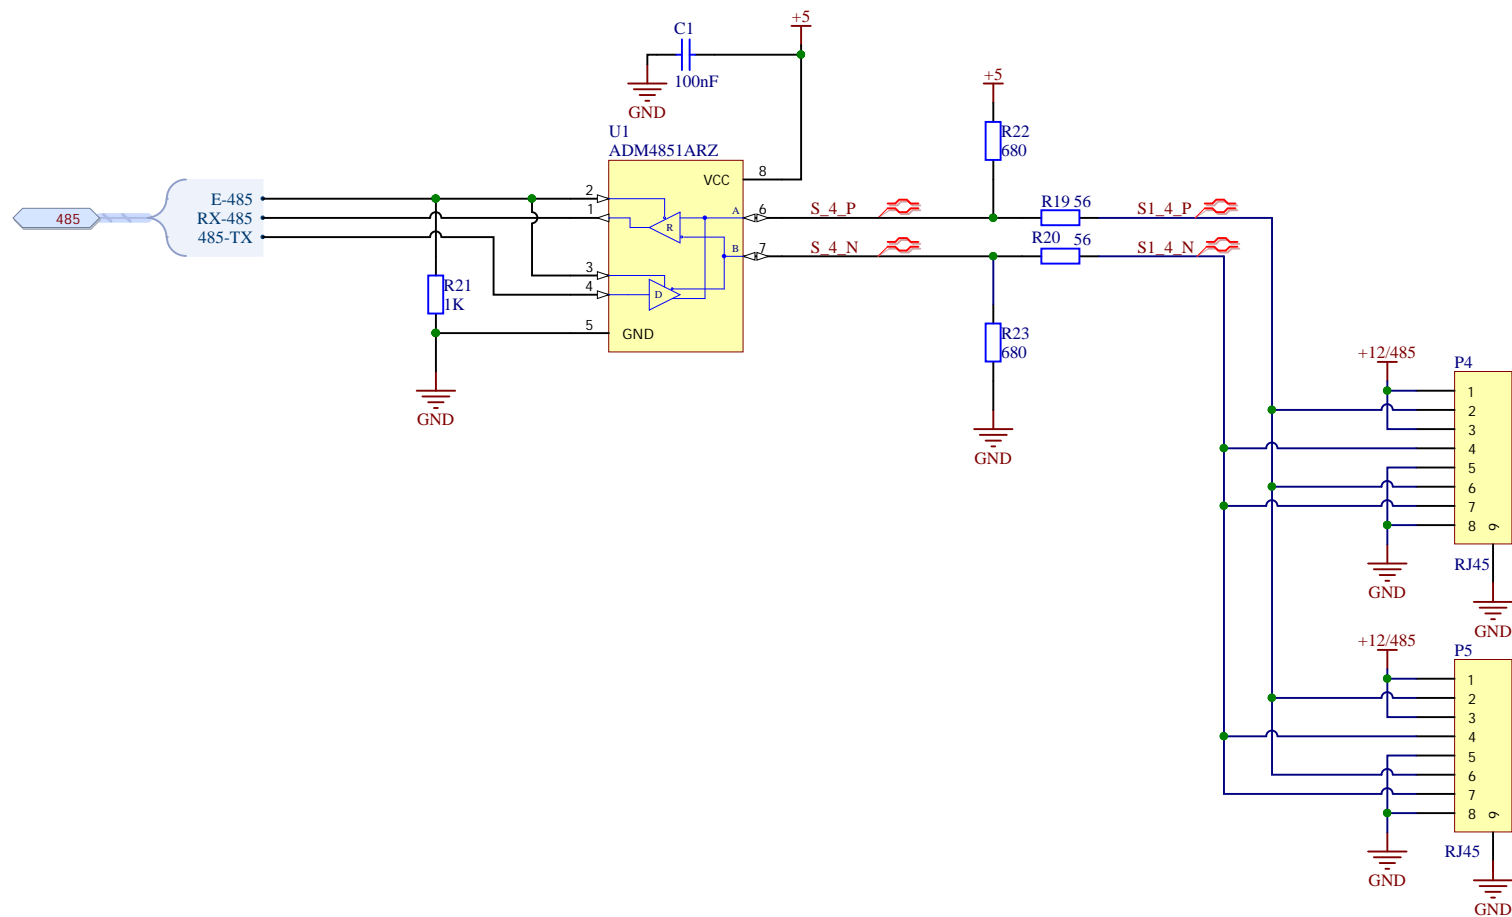 +5
C1
100nF
GND
+5
R22
680
U1
ADM4851ARZ
VCC
8
485
E-485
RX-485
485-TX
2
1
3
4
5
GND
R
D
A
B
6
7
S_4_P
S_4_N
R19 56
R20 56
S1_4_P
S1_4_N
R21
1K
GND
R23
680
GND
+12/485
P4
1
2
3
4
5
6
7
8
9
RJ45
GND
GND
+12/485
P5
1
2
3
4
5
6
7
8
9
RJ45
GND
GND